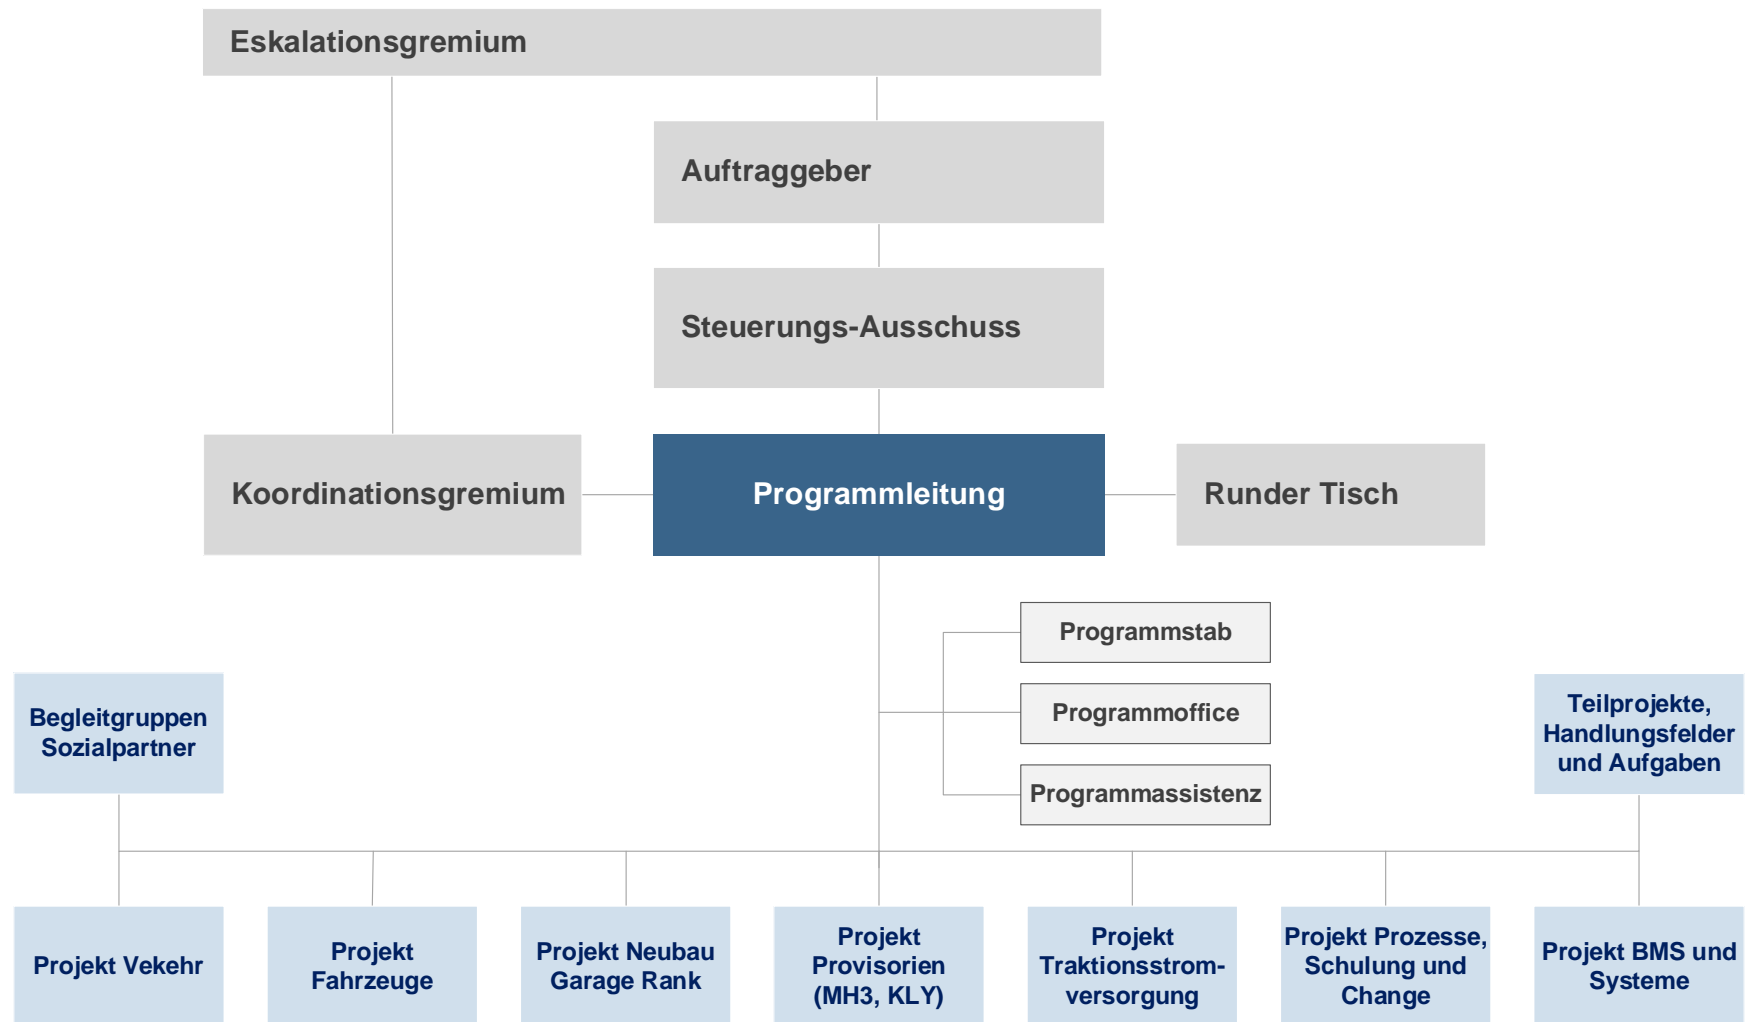 Eskalationsgremium
Auftraggeber
Steuerungs-Ausschuss
Koordinationsgremium
Programmleitung
Runder Tisch
Programmstab
Programmoffice
Programmassistenz
Begleitgruppen
Sozialpartner
Teilprojekte,
Handlungsfelder
und Aufgaben
Projekt Vekehr
Projekt
Fahrzeuge
Projekt Neubau
Garage Rank
Projekt
Provisorien
(MH3, KLY)
Projekt
Traktionsstrom-
versorgung
Projekt Prozesse,
Schulung und
Change
Projekt BMS und
Systeme